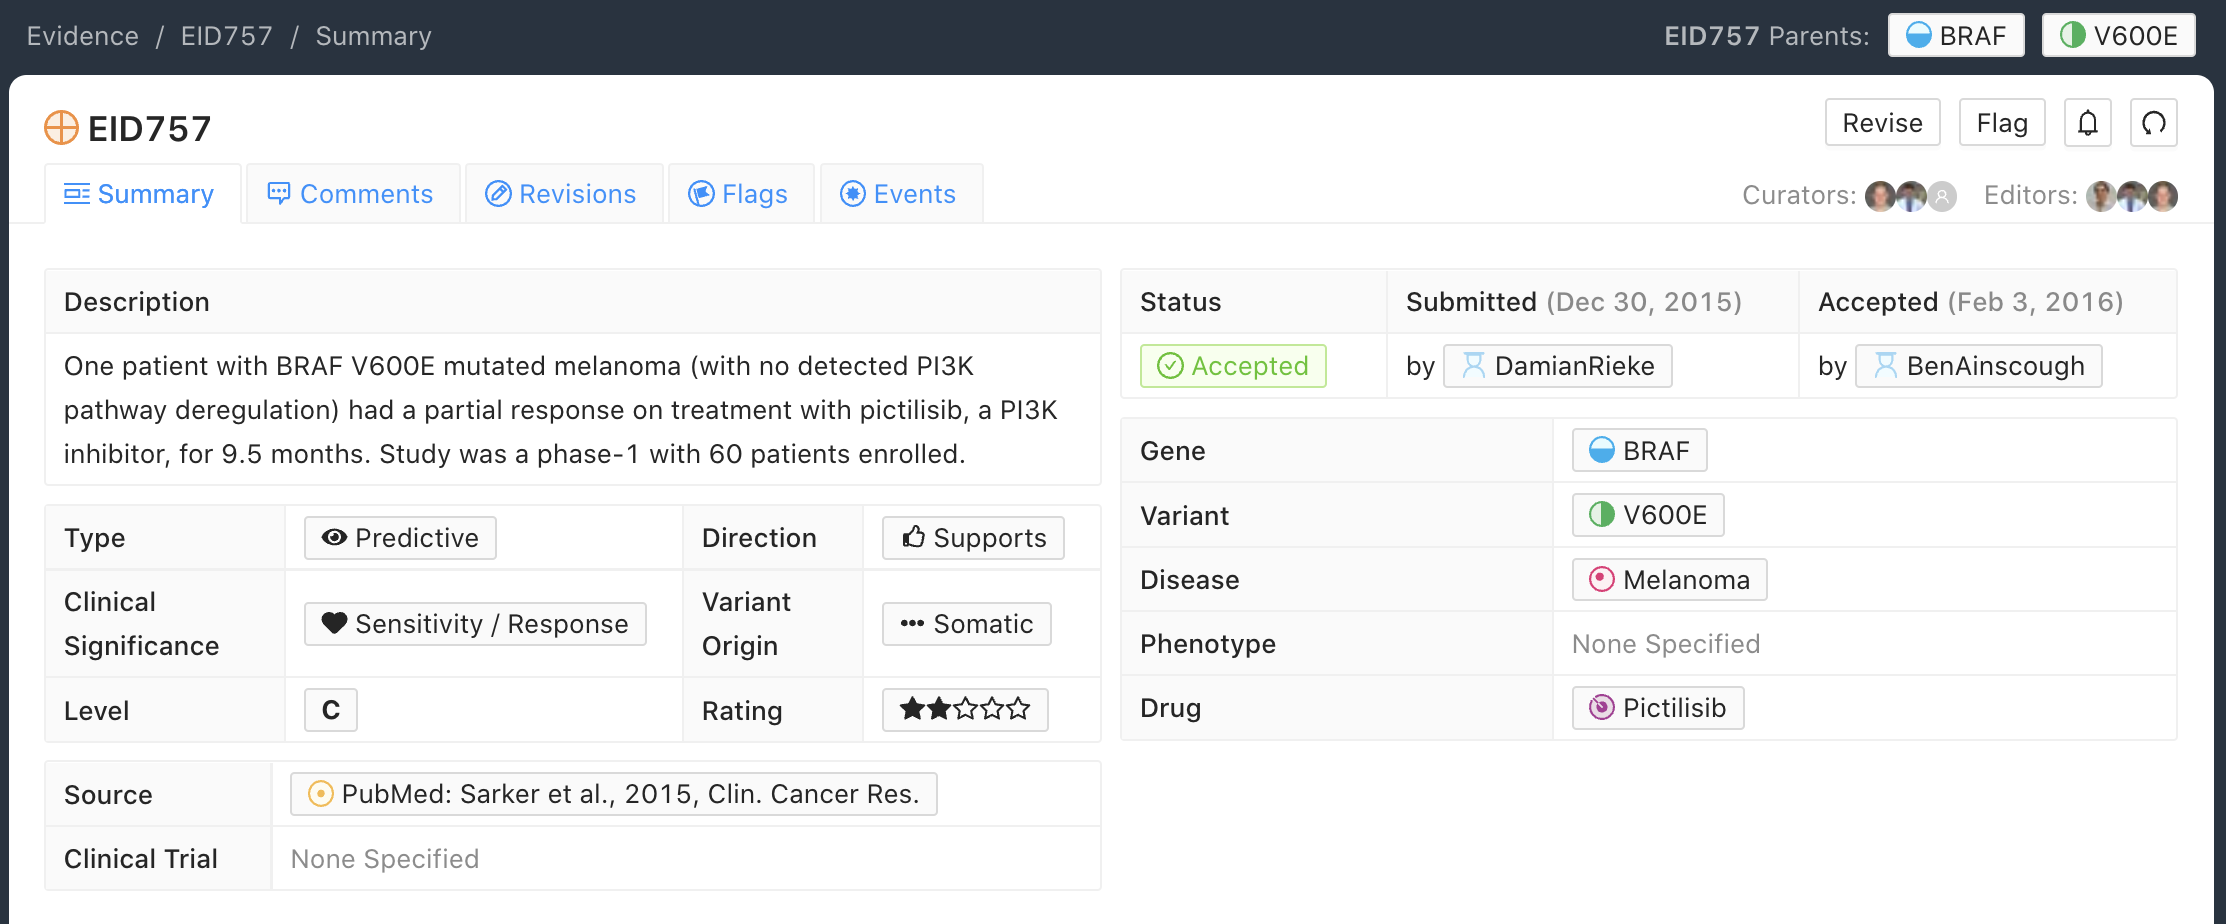 Evidence / EID757 / Summary
EID757 Parents: BRAF V600E
EID757
Revise Flag
Summary Comments Revisions Flags Events
Curators: Editors:
Description
One patient with BRAF V600E mutated melanoma (with no detected PI3K
pathway deregulation) had a partial response on treatment with pictilisib, a PI3K
inhibitor, for 9.5 months. Study was a phase-1 with 60 patients enrolled.
Type Predictive Direction Supports
Clinical Significance Sensitivity / Response Variant Origin Somatic
Level C Rating
Source PubMed: Sarker et al., 2015, Clin. Cancer Res.
Clinical Trial None Specified
Status Submitted (Dec 30, 2015) Accepted (Feb 3, 2016)
Accepted by DamianRieke by BenAinscough
Gene BRAF
Variant V600E
Disease Melanoma
Phenotype None Specified
Drug Pictilisib